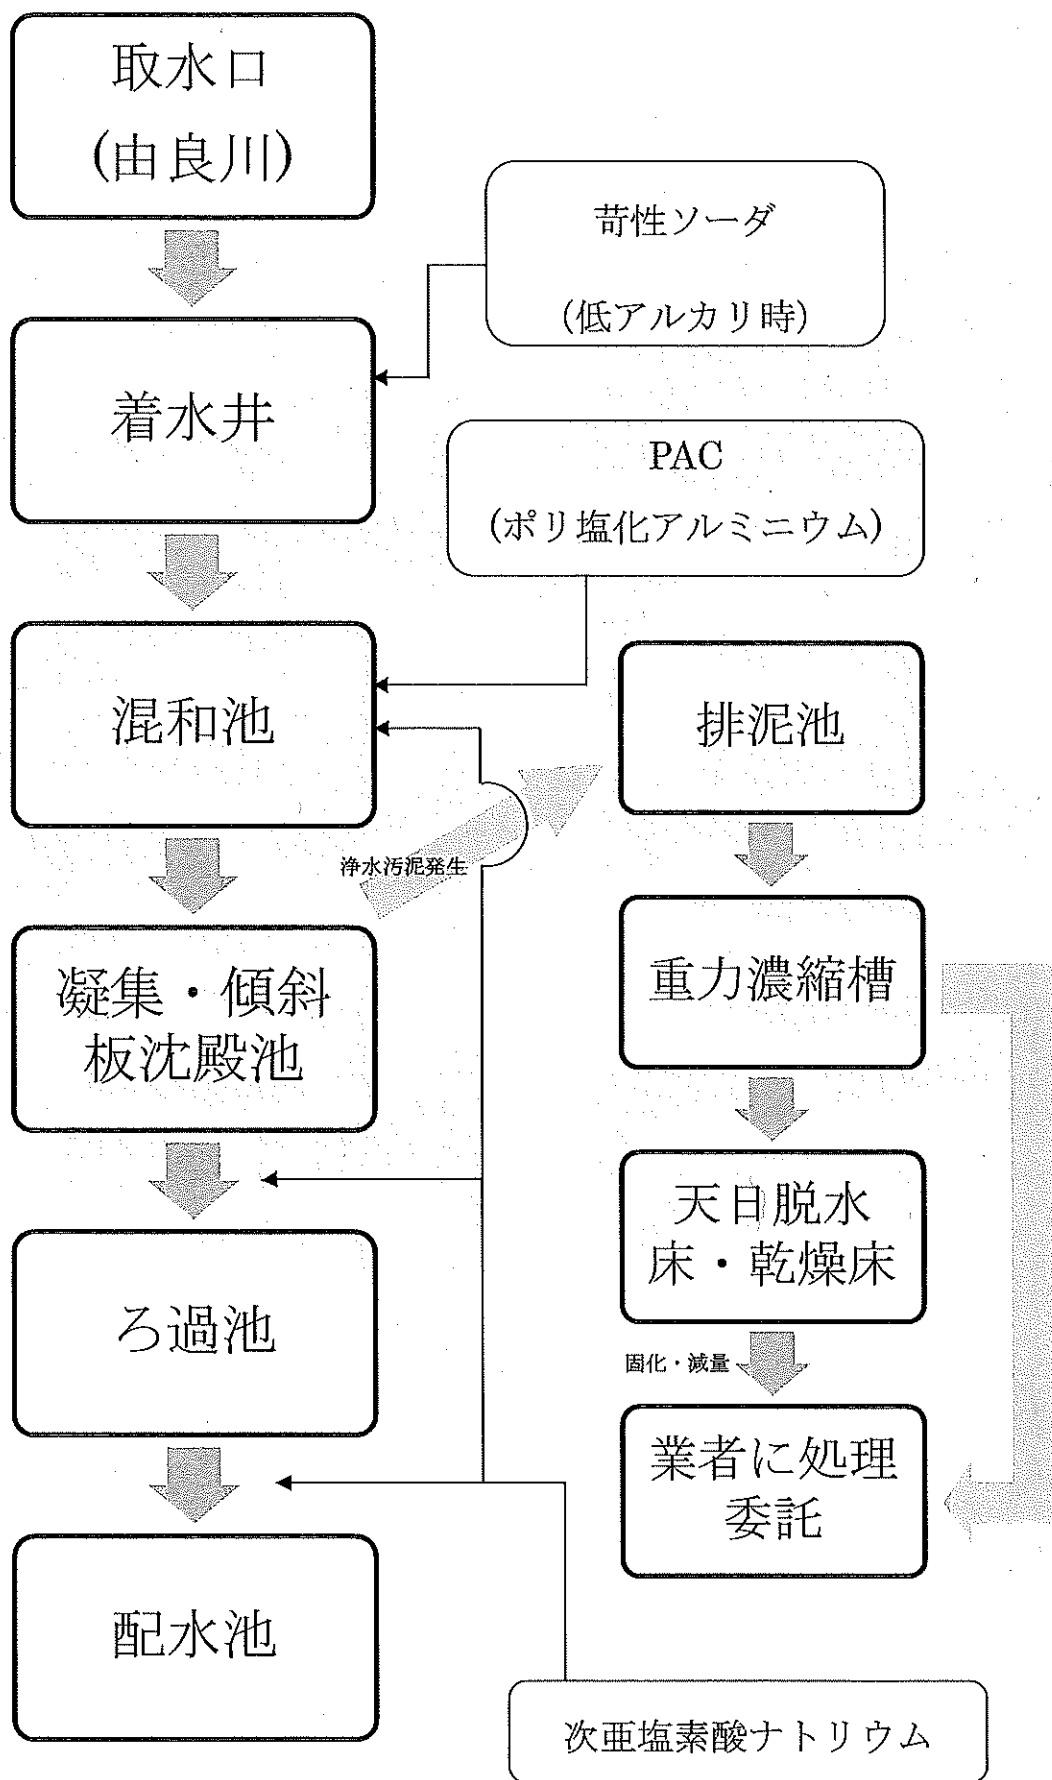 取水口
(由良川)
苛性ソーダ
(低アルカリ時)
着水井
PAC
(ポリ塩化アルミニウム)
混和池
排泥池
浄水汚泥発生
凝集・傾斜
板沈殿池
重力濃縮槽
天日脱水
床・乾燥床
ろ過池
固化・減量
業者に処理
委託
配水池
次亜塩素酸ナトリウム